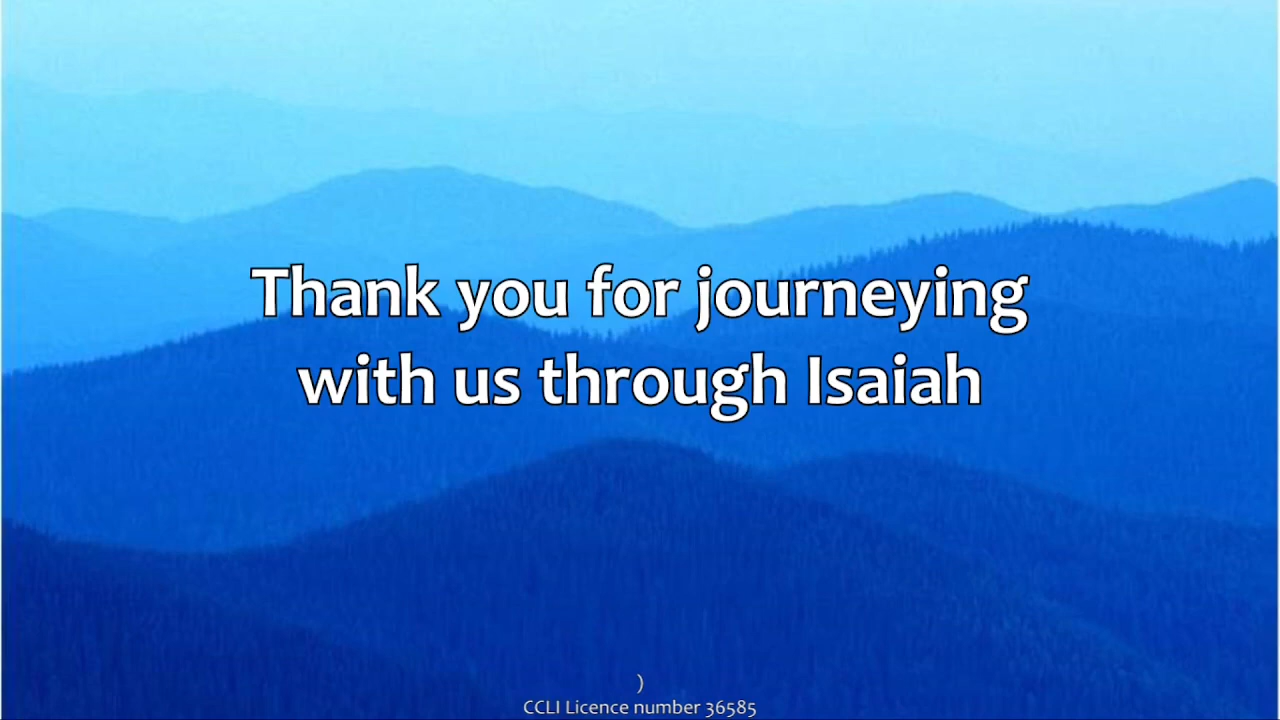 Thank you for journeying
with us through Isaiah
)
CCLI Licence number 36585